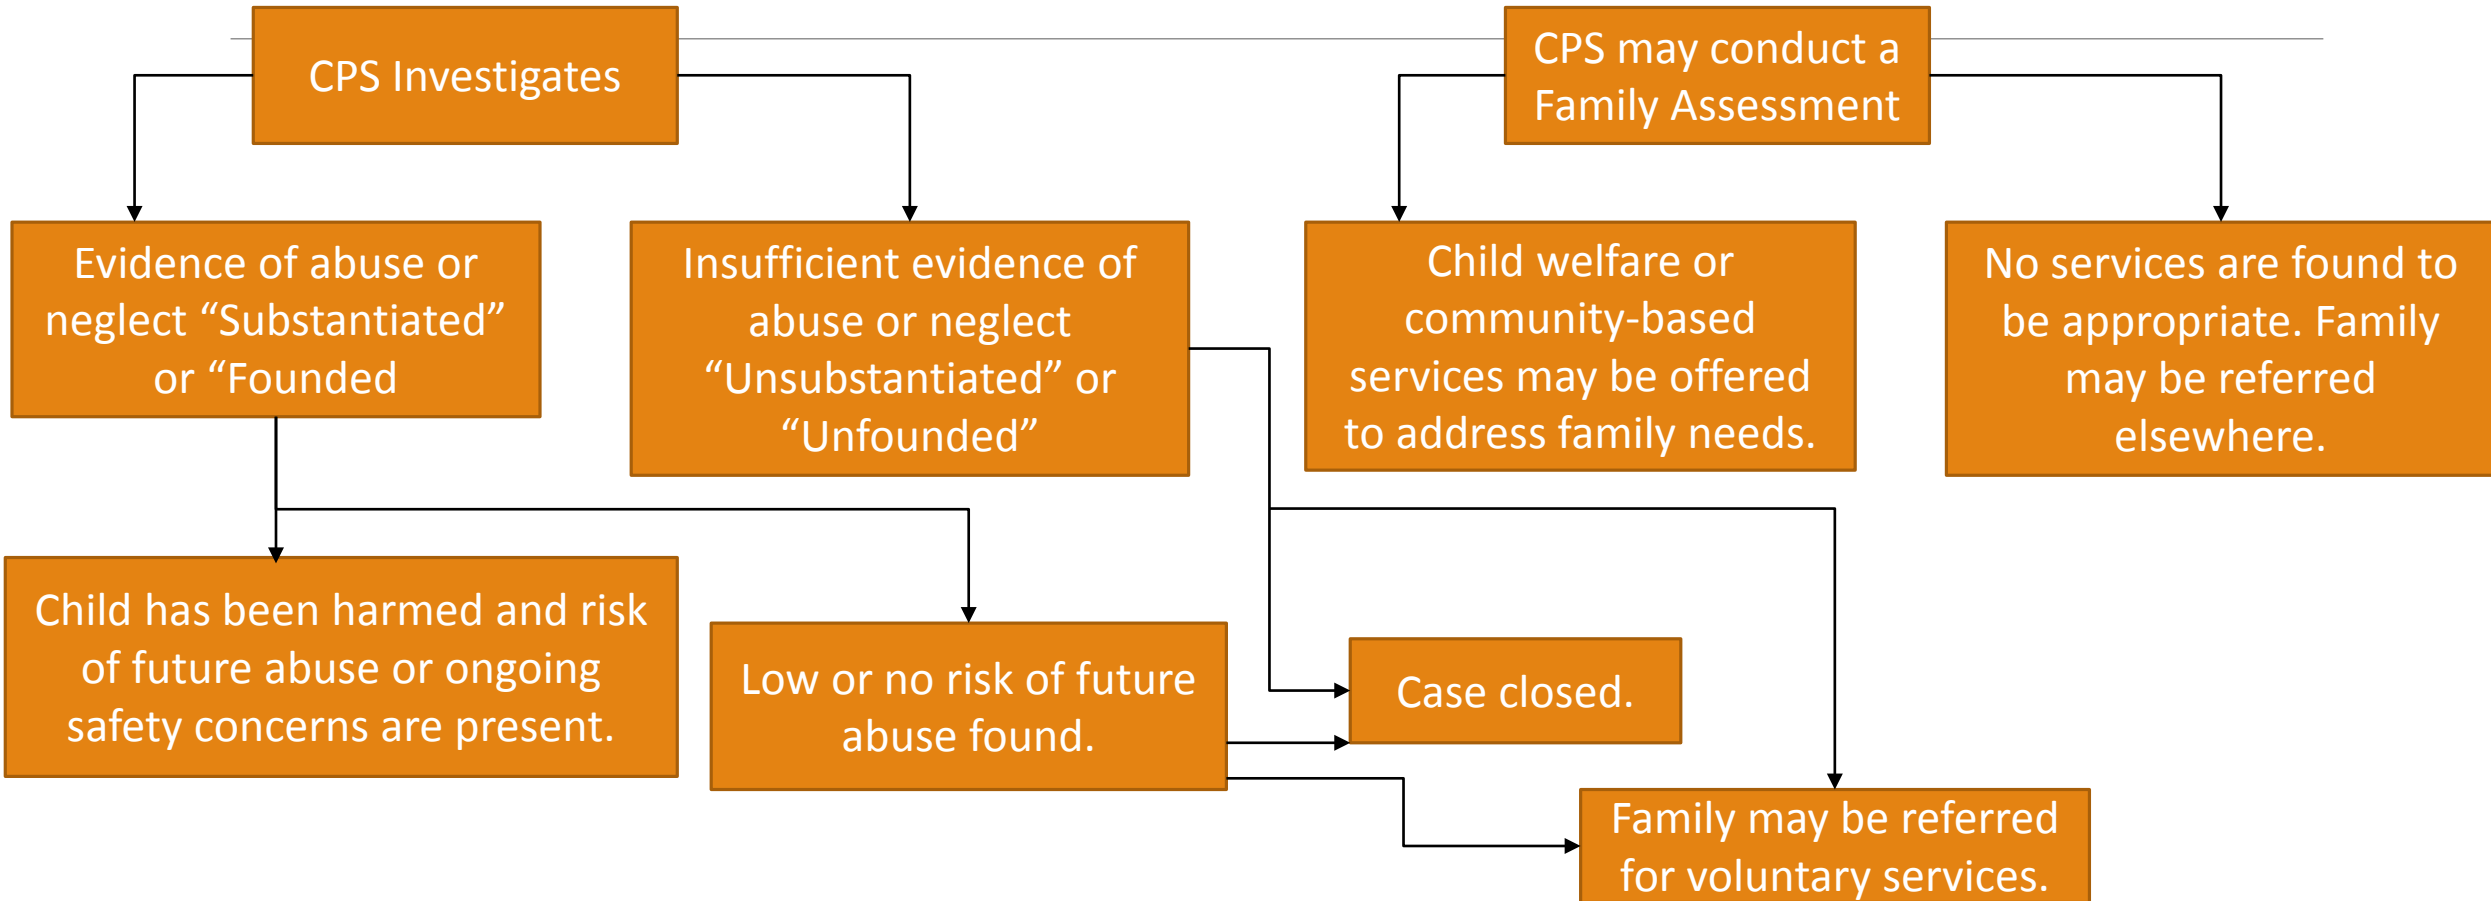 CPS Investigates
CPS may conduct a
Family Assessment
Evidence of abuse or
neglect “Substantiated”
or “Founded
Insufficient evidence of
abuse or neglect
“Unsubstantiated” or
“Unfounded”
Child welfare or
community-based
services may be offered
to address family needs.
No services are found to
be appropriate. Family
may be referred
elsewhere.
Child has been harmed and risk
of future abuse or ongoing
safety concerns are present.
Low or no risk of future
abuse found.
Case closed.
Family may be referred
for voluntary services.